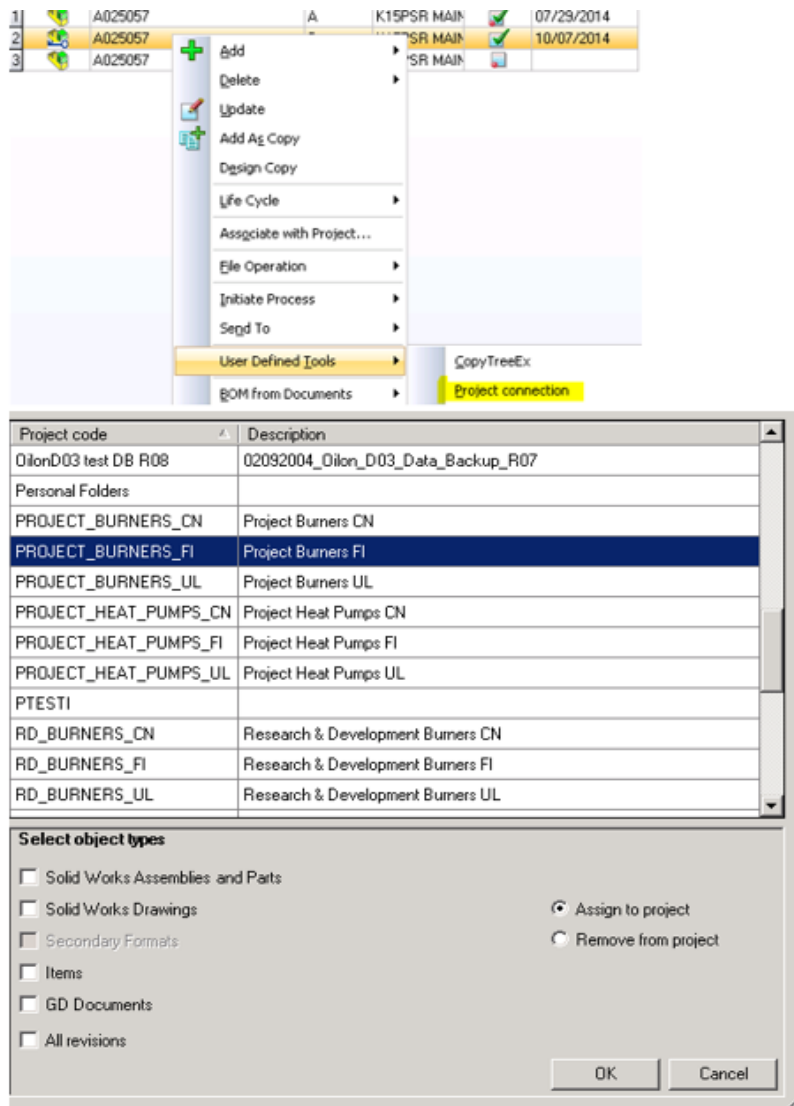 1 A025057 A K15PSR MAIN 07/29/2014
2 A025057 PSR MAIN 10/07/2014
3 A025057 PSR MAIN
Add
Delete
Update
Add As Copy
Design Copy
Life Cycle
Associate with Project...
File Operation
Initiate Process
Send To
User Defined Tools CopyTreeEx
BOM from Documents Project connection
Project code Description
OilonD03 test DB R08 02092004_Oilon_D03_Data_Backup_R07
Personal Folders
PROJECT_BURNERS_CN Project Burners CN
PROJECT_BURNERS_FI Project Burners FI
PROJECT_BURNERS_UL Project Burners UL
PROJECT_HEAT_PUMPS_CN Project Heat Pumps CN
PROJECT_HEAT_PUMPS_FI Project Heat Pumps FI
PROJECT_HEAT_PUMPS_UL Project Heat Pumps UL
PTESTI
RD_BURNERS_CN Research & Development Burners CN
RD_BURNERS_FI Research & Development Burners FI
RD_BURNERS_UL Research & Development Burners UL
Select object types
Solid Works Assemblies and Parts
Solid Works Drawings Assign to project
Secondary Formats Remove from project
Items
GD Documents
All revisions
OK Cancel